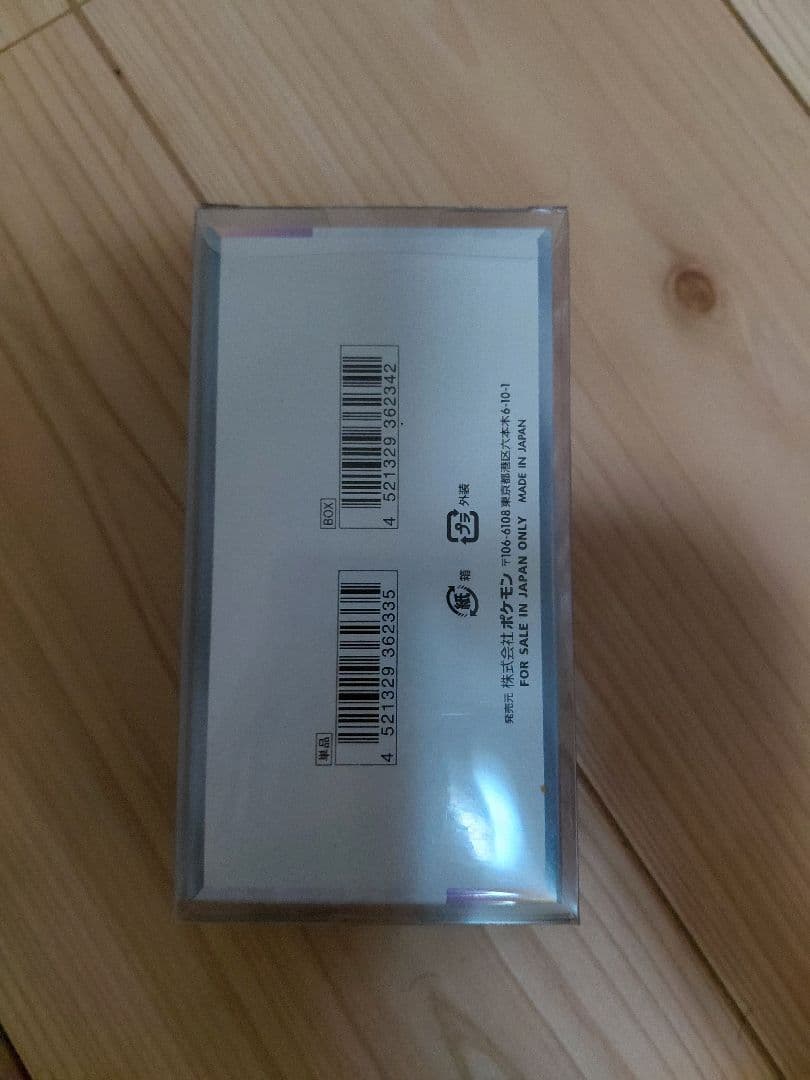 単品
4 521329 362335
BOX
4 521329 362342
紙 箱
プラ 外装
発売元 株式会社ポケモン 〒106-6108 東京都港区六本木6-10-1
FOR SALE IN JAPAN ONLY MADE IN JAPAN